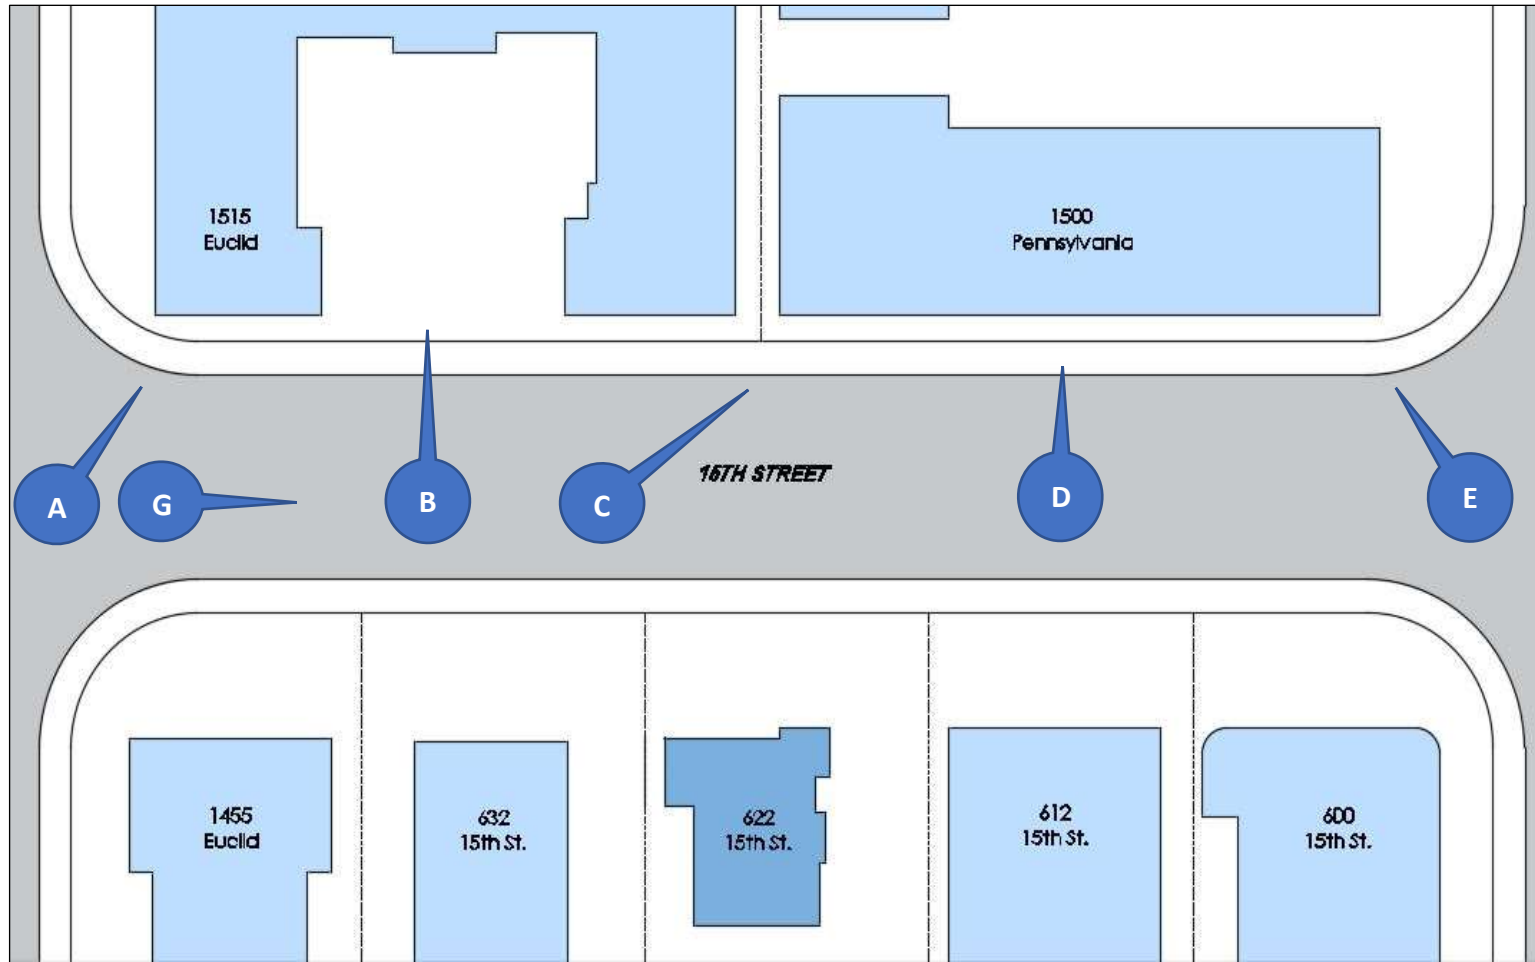 1515
Euclid
1500
Pennsylvania
A
G
B
C
15TH STREET
D
E
1455
Euclid
632
15th St.
622
15th St.
612
15th St.
600
15th St.